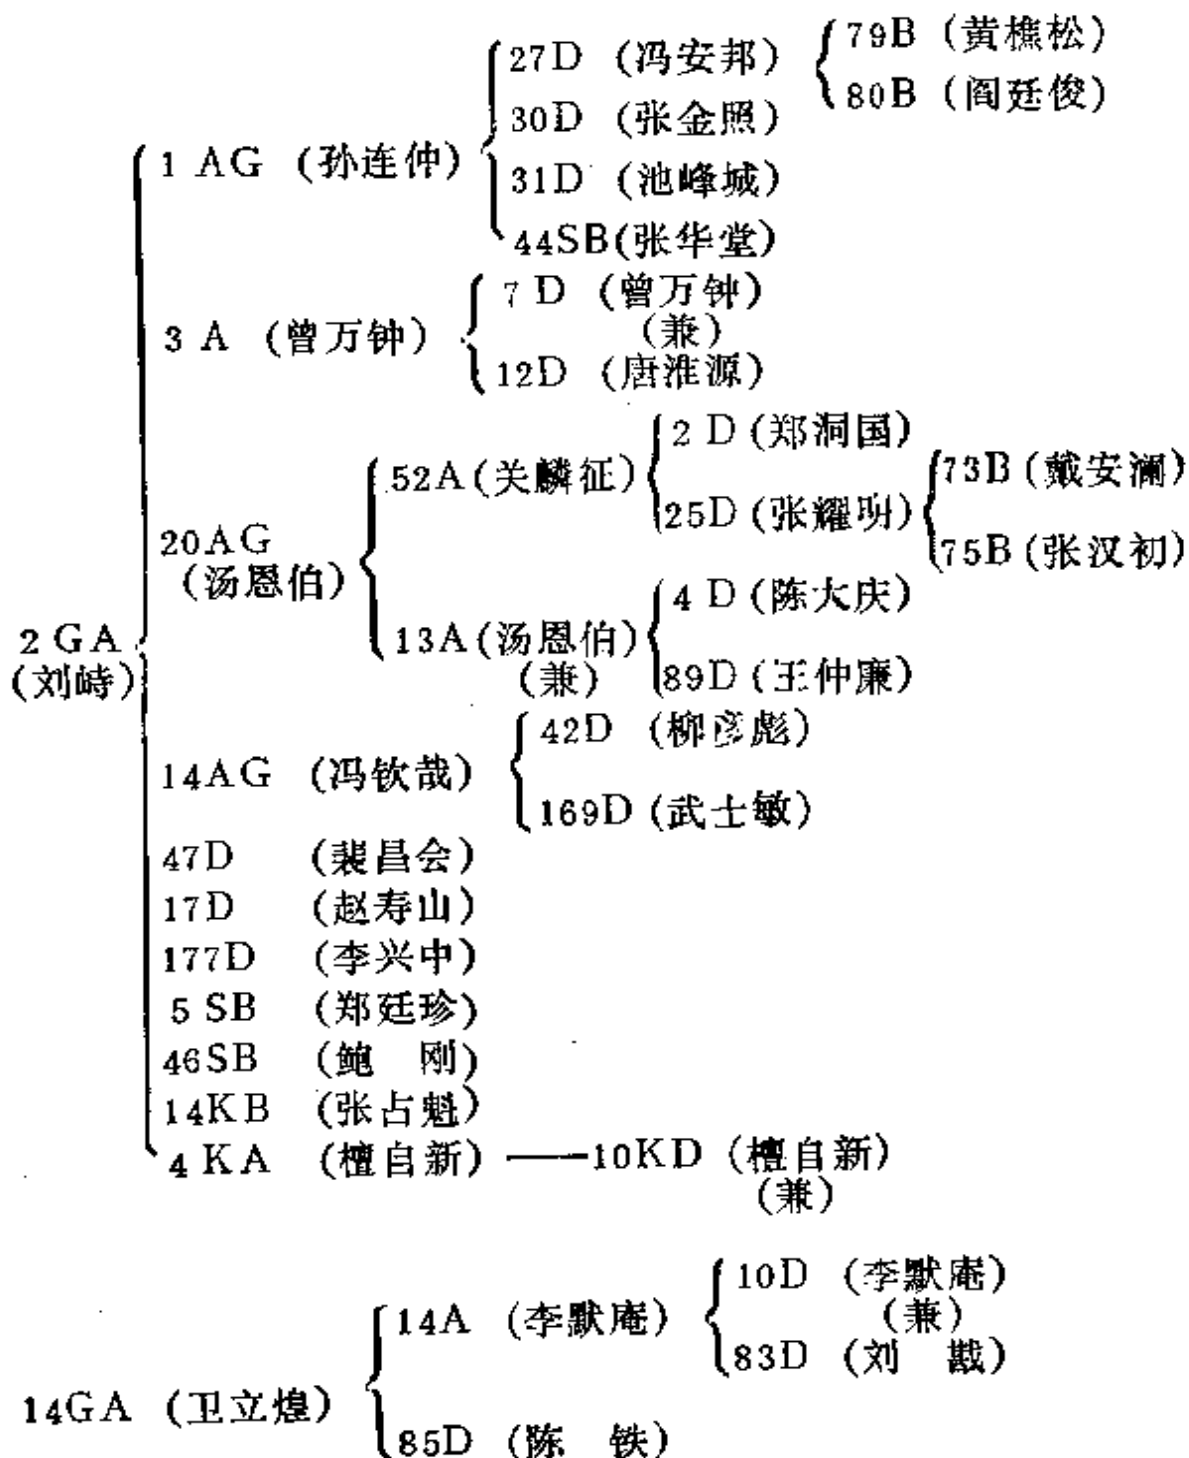 27D (冯安邦) 79B (黄樵松)
80B (阎廷俊)
30D (张金照)
1 AG (孙连仲)
31D (池峰城)
44SB(张华堂)
7 D (曾万钟)
(兼)
3 A (曾万钟)
12D (唐淮源)
2 D (郑洞国)
52A (关麟征) 73B (戴安澜)
25D (张耀明)
20AG 75B (张汉初)
(汤恩伯)
4 D (陈大庆)
13A (汤恩伯)
(兼) 89D (王仲廉)
2 GA
(刘峙)
42D (柳彦彪)
14AG (冯钦哉)
169D (武士敏)
47D (裴昌会)
17D (赵寿山)
177D (李兴中)
5 SB (郑廷珍)
46SB (鲍 刚)
14KB (张占魁)
4 KA (檀自新) ——10KD (檀自新)
(兼)
10D (李默庵)
14A (李默庵) (兼)
83D (刘 戡)
14GA (卫立煌)
85D (陈 铁)